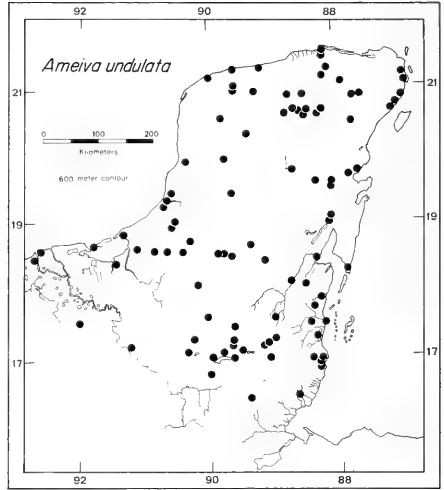 92 90 88
Ameiva undulata
21 21
0 100 200
Kilometers
600 meter contour
19 19
17 17
92 90 88